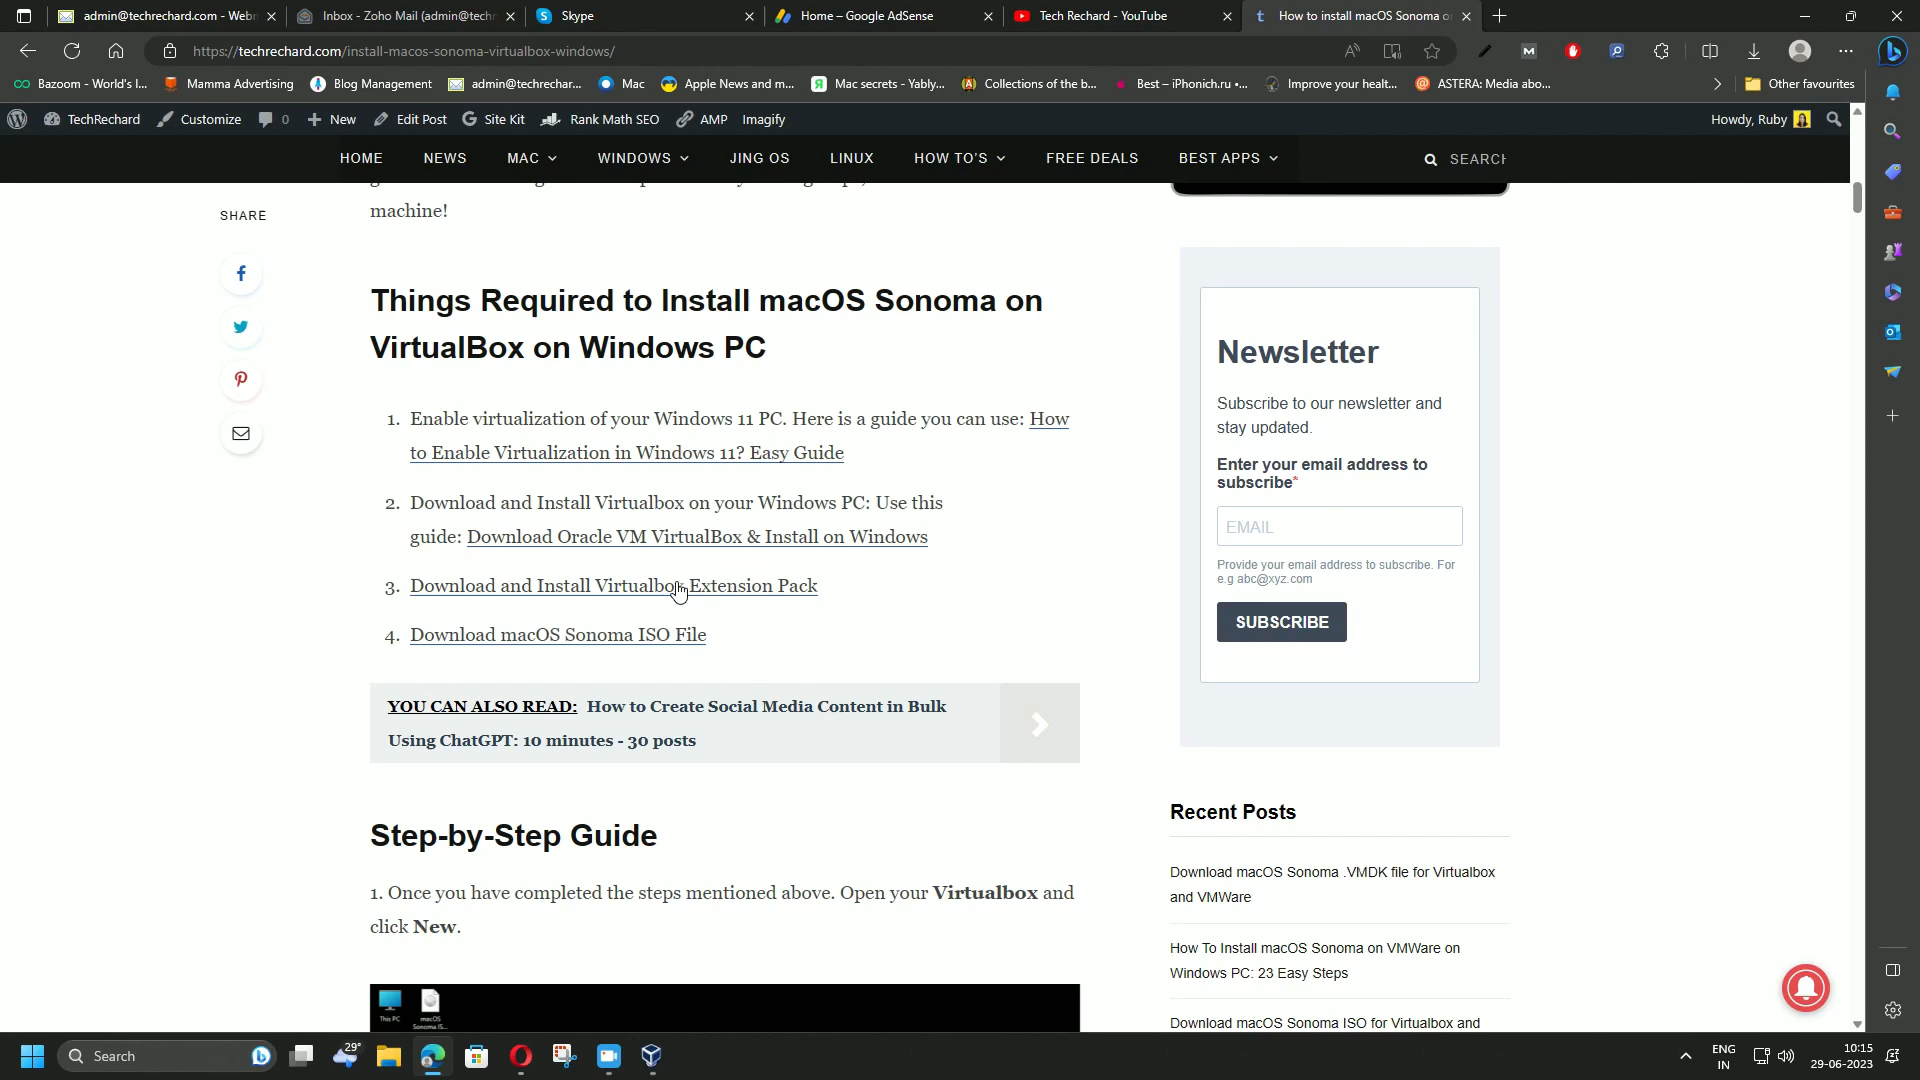 admin@techrechard.com - Webm
Inbox - Zoho Mail (admin@tech
Skype
Home – Google AdSense
Tech Rechard - YouTube
How to install macOS Sonoma o
https://techrechard.com/install-macos-sonoma-virtualbox-windows/
Bazoom - World's l...
Mamma Advertising
Blog Management
admin@techrechar...
Mac
Apple News and m...
Mac secrets - Yably...
Collections of the b...
Best – iPhonich.ru •...
Improve your healt...
ASTERA: Media abo...
Other favourites
TechRechard
Customize
0
New
Edit Post
Site Kit
Rank Math SEO
AMP
Imagify
Howdy, Ruby
HOME
NEWS
MAC
WINDOWS
JING OS
LINUX
HOW TO'S
FREE DEALS
BEST APPS
SEARCH
machine!
SHARE
Things Required to Install macOS Sonoma on
VirtualBox on Windows PC
1. Enable virtualization of your Windows 11 PC. Here is a guide you can use: How
to Enable Virtualization in Windows 11? Easy Guide
2. Download and Install Virtualbox on your Windows PC: Use this
guide: Download Oracle VM VirtualBox & Install on Windows
3. Download and Install Virtualbox Extension Pack
4. Download macOS Sonoma ISO File
YOU CAN ALSO READ: How to Create Social Media Content in Bulk
Using ChatGPT: 10 minutes - 30 posts
Step-by-Step Guide
1. Once you have completed the steps mentioned above. Open your Virtualbox and
click New.
This PC
macOS
Sonoma IS...
Newsletter
Subscribe to our newsletter and
stay updated.
Enter your email address to
subscribe*
EMAIL
Provide your email address to subscribe. For
e.g abc@xyz.com
SUBSCRIBE
Recent Posts
Download macOS Sonoma .VMDK file for Virtualbox
and VMWare
How To Install macOS Sonoma on VMWare on
Windows PC: 23 Easy Steps
Download macOS Sonoma ISO for Virtualbox and
Search
29°
ENG
IN
10:15
29-06-2023